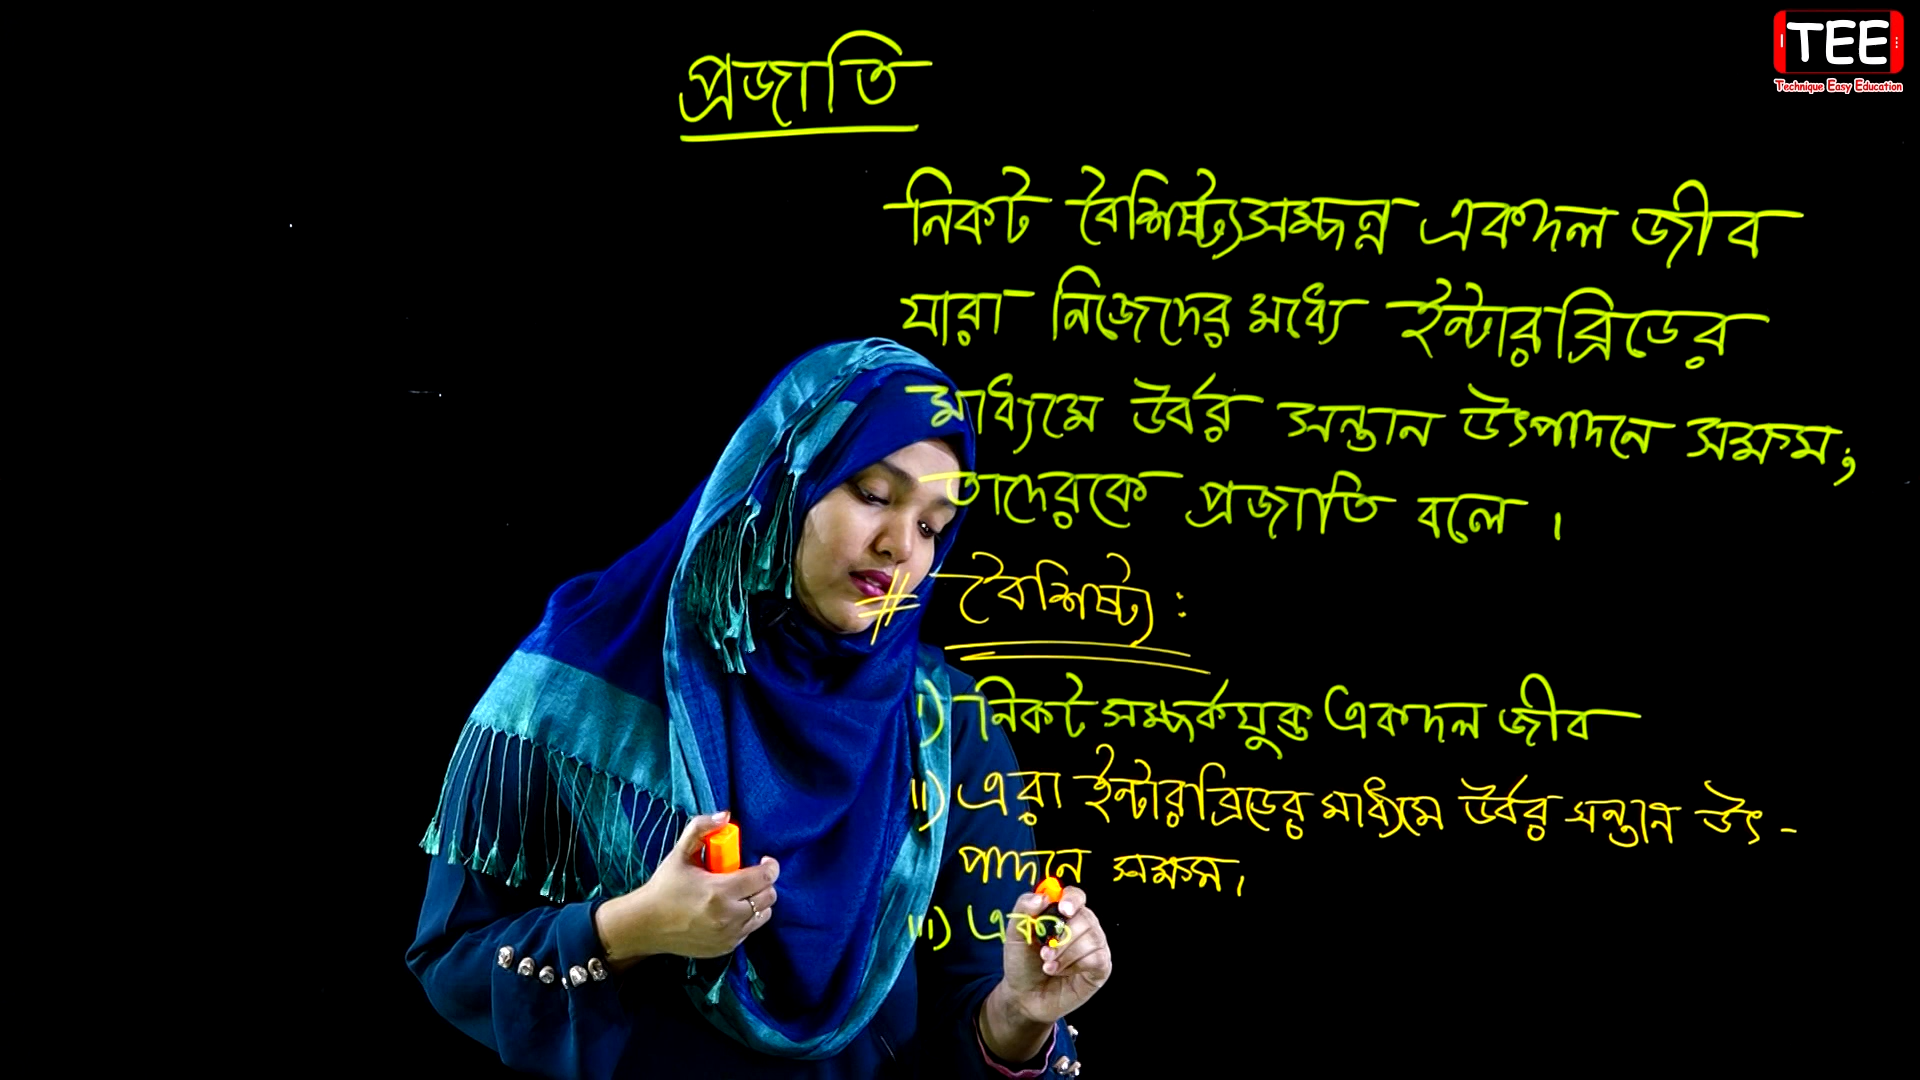 TEE
Technique Easy Education
প্রজাতি
নিকট বৈশিষ্ট্যসম্পন্ন একদল জীব
যারা নিজেদের মধ্যে ইন্টারব্রিডের
মাধ্যমে উর্বর সন্তান উৎপাদনে সক্ষম,
তাদেরকে প্রজাতি বলে।
# বৈশিষ্ট্য:
i) নিকট সম্পর্কযুক্ত একদল জীব
ii) এরা ইন্টারব্রিডের মাধ্যমে উর্বর সন্তান উৎ-
পাদনে সক্ষম।
iii)